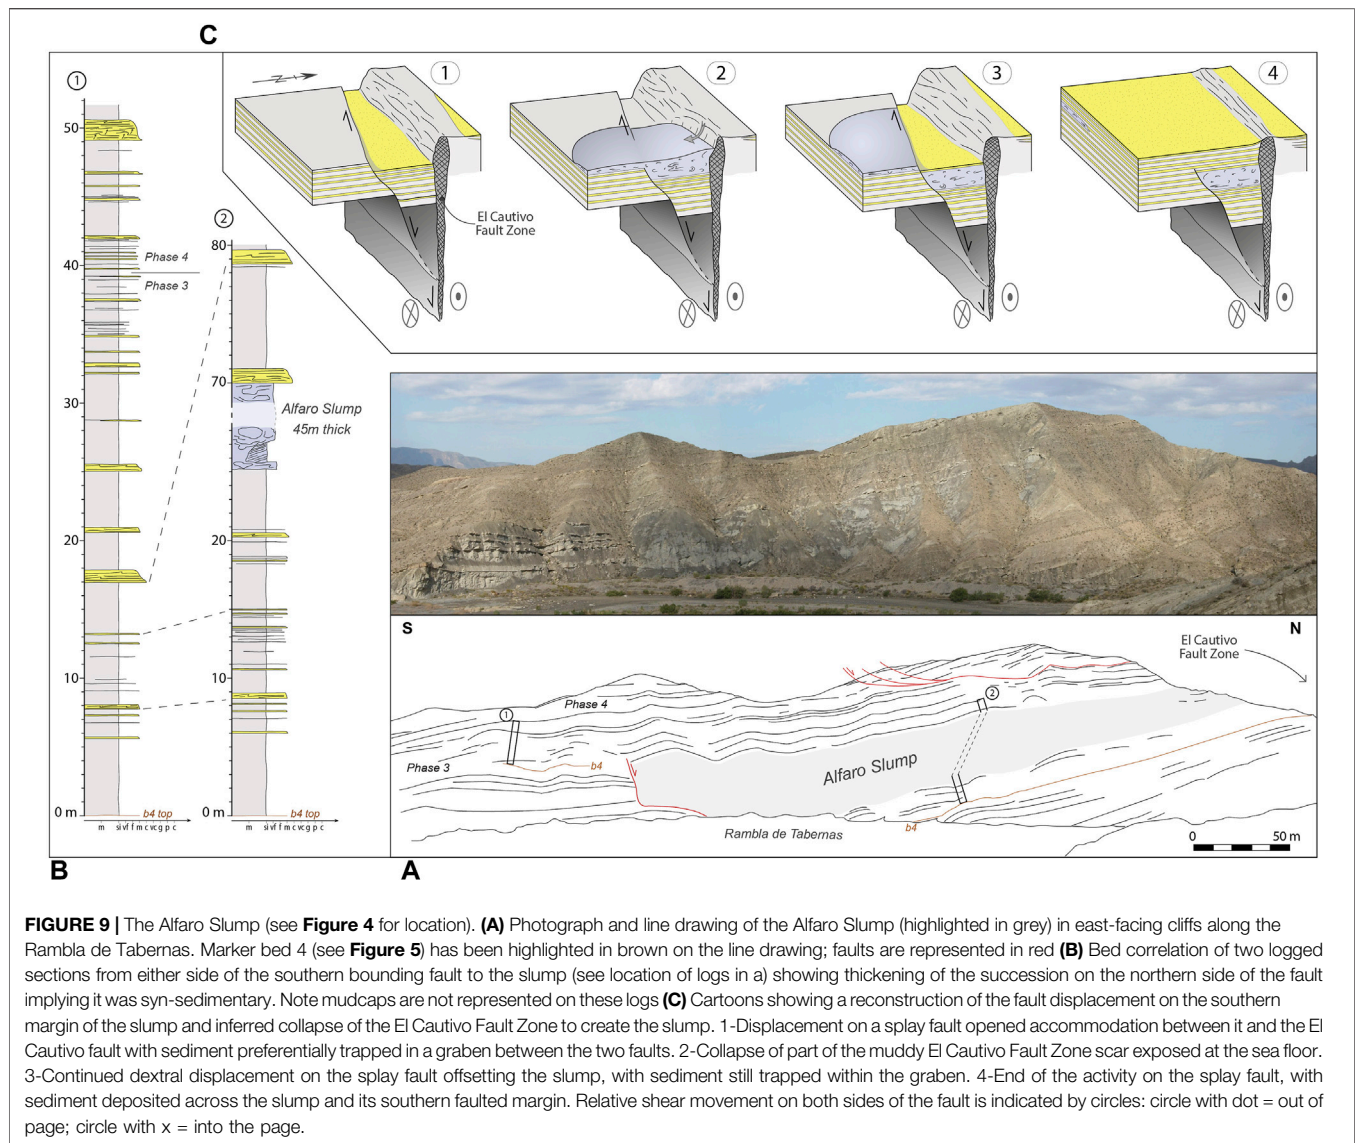 C
1
2
3
4
Z
El Cautivo
Fault Zone
1
50
40
30
20
10
0 m
Phase 4
Phase 3
b4 top
m sivf f m cvcg p c
2
80
70
20
10
0 m
Alfaro Slump
45m thick
b4 top
m sivf f m cvcg p c
B
S
N
El Cautivo
Fault Zone
1
2
Phase 4
Phase 3
b4
Alfaro Slump
b4
Rambla de Tabernas
0 50 m
A
FIGURE 9 | The Alfaro Slump (see Figure 4 for location). (A) Photograph and line drawing of the Alfaro Slump (highlighted in grey) in east-facing cliffs along the
Rambla de Tabernas. Marker bed 4 (see Figure 5) has been highlighted in brown on the line drawing; faults are represented in red (B) Bed correlation of two logged
sections from either side of the southern bounding fault to the slump (see location of logs in a) showing thickening of the succession on the northern side of the fault
implying it was syn-sedimentary. Note mudcaps are not represented on these logs (C) Cartoons showing a reconstruction of the fault displacement on the southern
margin of the slump and inferred collapse of the El Cautivo Fault Zone to create the slump. 1-Displacement on a splay fault opened accommodation between it and the El
Cautivo fault with sediment preferentially trapped in a graben between the two faults. 2-Collapse of part of the muddy El Cautivo Fault Zone scar exposed at the sea floor.
3-Continued dextral displacement on the splay fault offsetting the slump, with sediment still trapped within the graben. 4-End of the activity on the splay fault, with
sediment deposited across the slump and its southern faulted margin. Relative shear movement on both sides of the fault is indicated by circles: circle with dot = out of
page; circle with x = into the page.